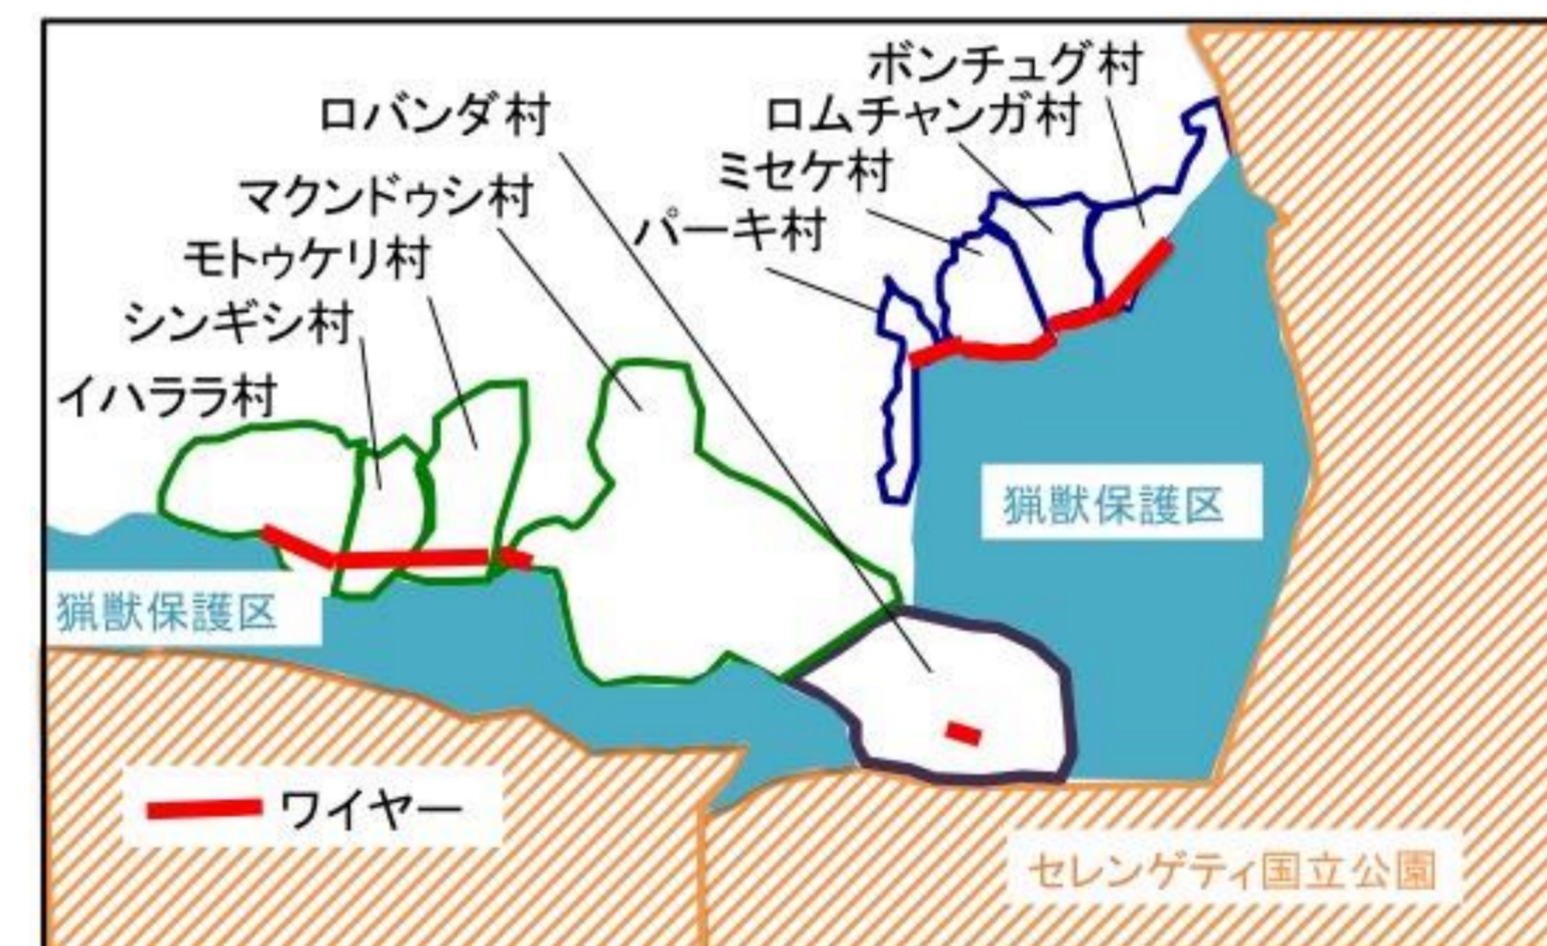 ボンチュグ村
ロムチャンガ村
ロバンダ村
ミセケ村
マクンドゥシ村
パーキ村
モトゥケリ村
シンギシ村
イハララ村
猟獣保護区
猟獣保護区
ワイヤー
セレンゲティ国立公園